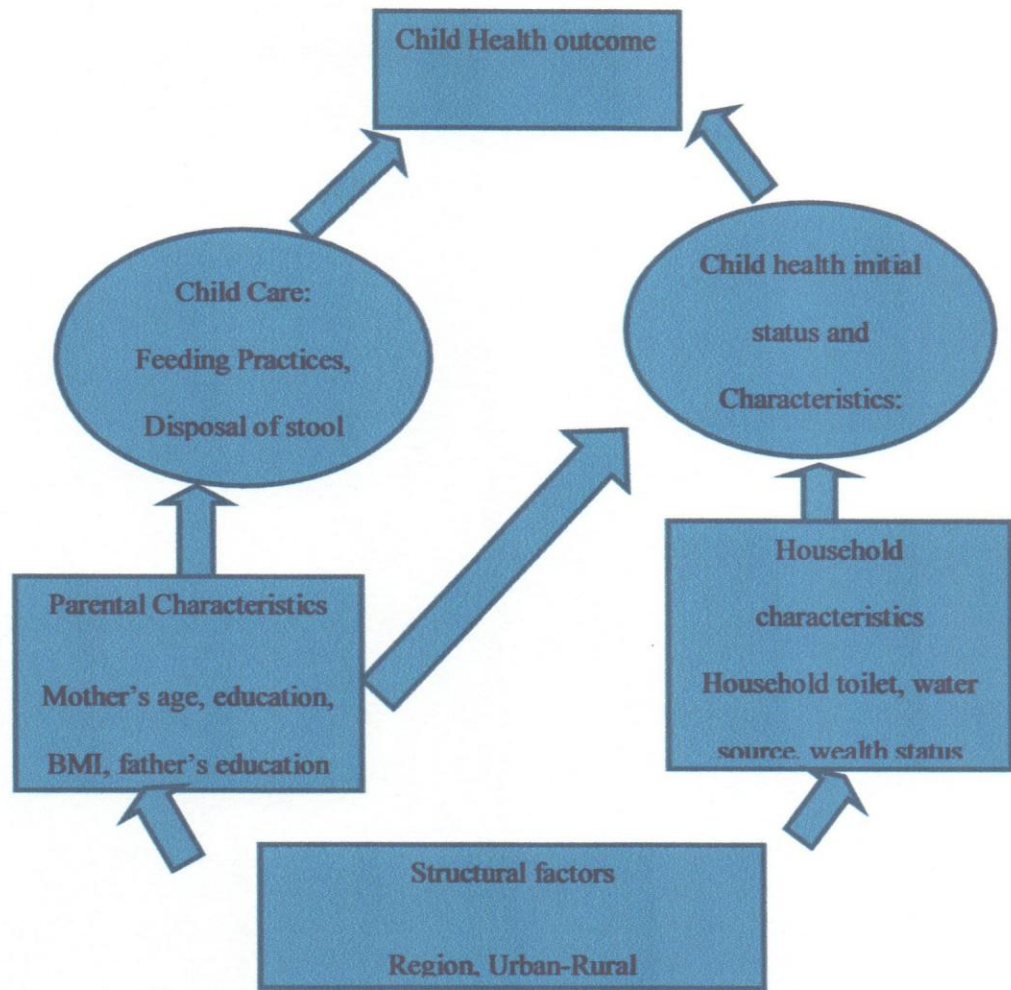 Child Health outcome
Child Care:
Feeding Practices,
Disposal of stool
Child health initial
status and
Characteristics:
Parental Characteristics
Mother's age, education,
BMI, father's education
Household
characteristics
Household toilet, water
source, wealth status
Structural factors
Region, Urban-Rural